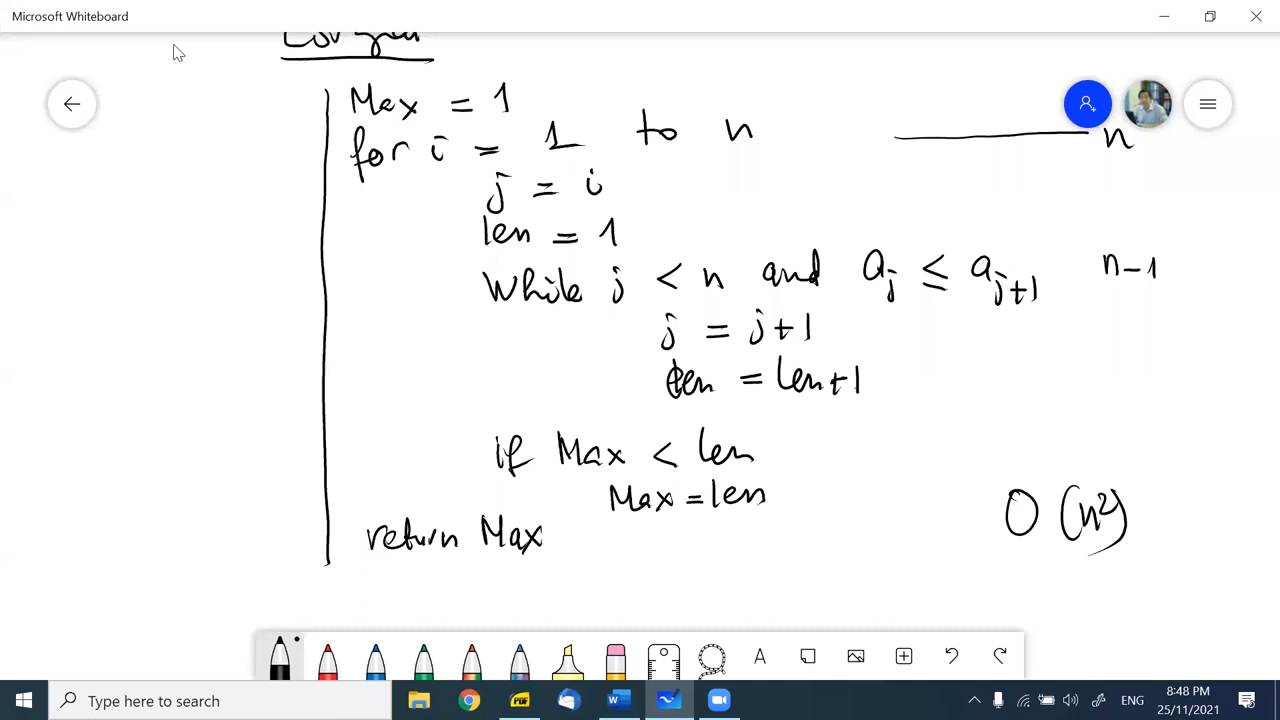 Microsoft Whiteboard
Max = 1
for i = 1 to n n
j = i
len = 1
While j < n and aj ≤ aj+1 n-1
j = j+1
len = len+1
if Max < len
Max = len
return Max
O(n²)
A
Type here to search
PDF
ENG
8:48 PM
25/11/2021